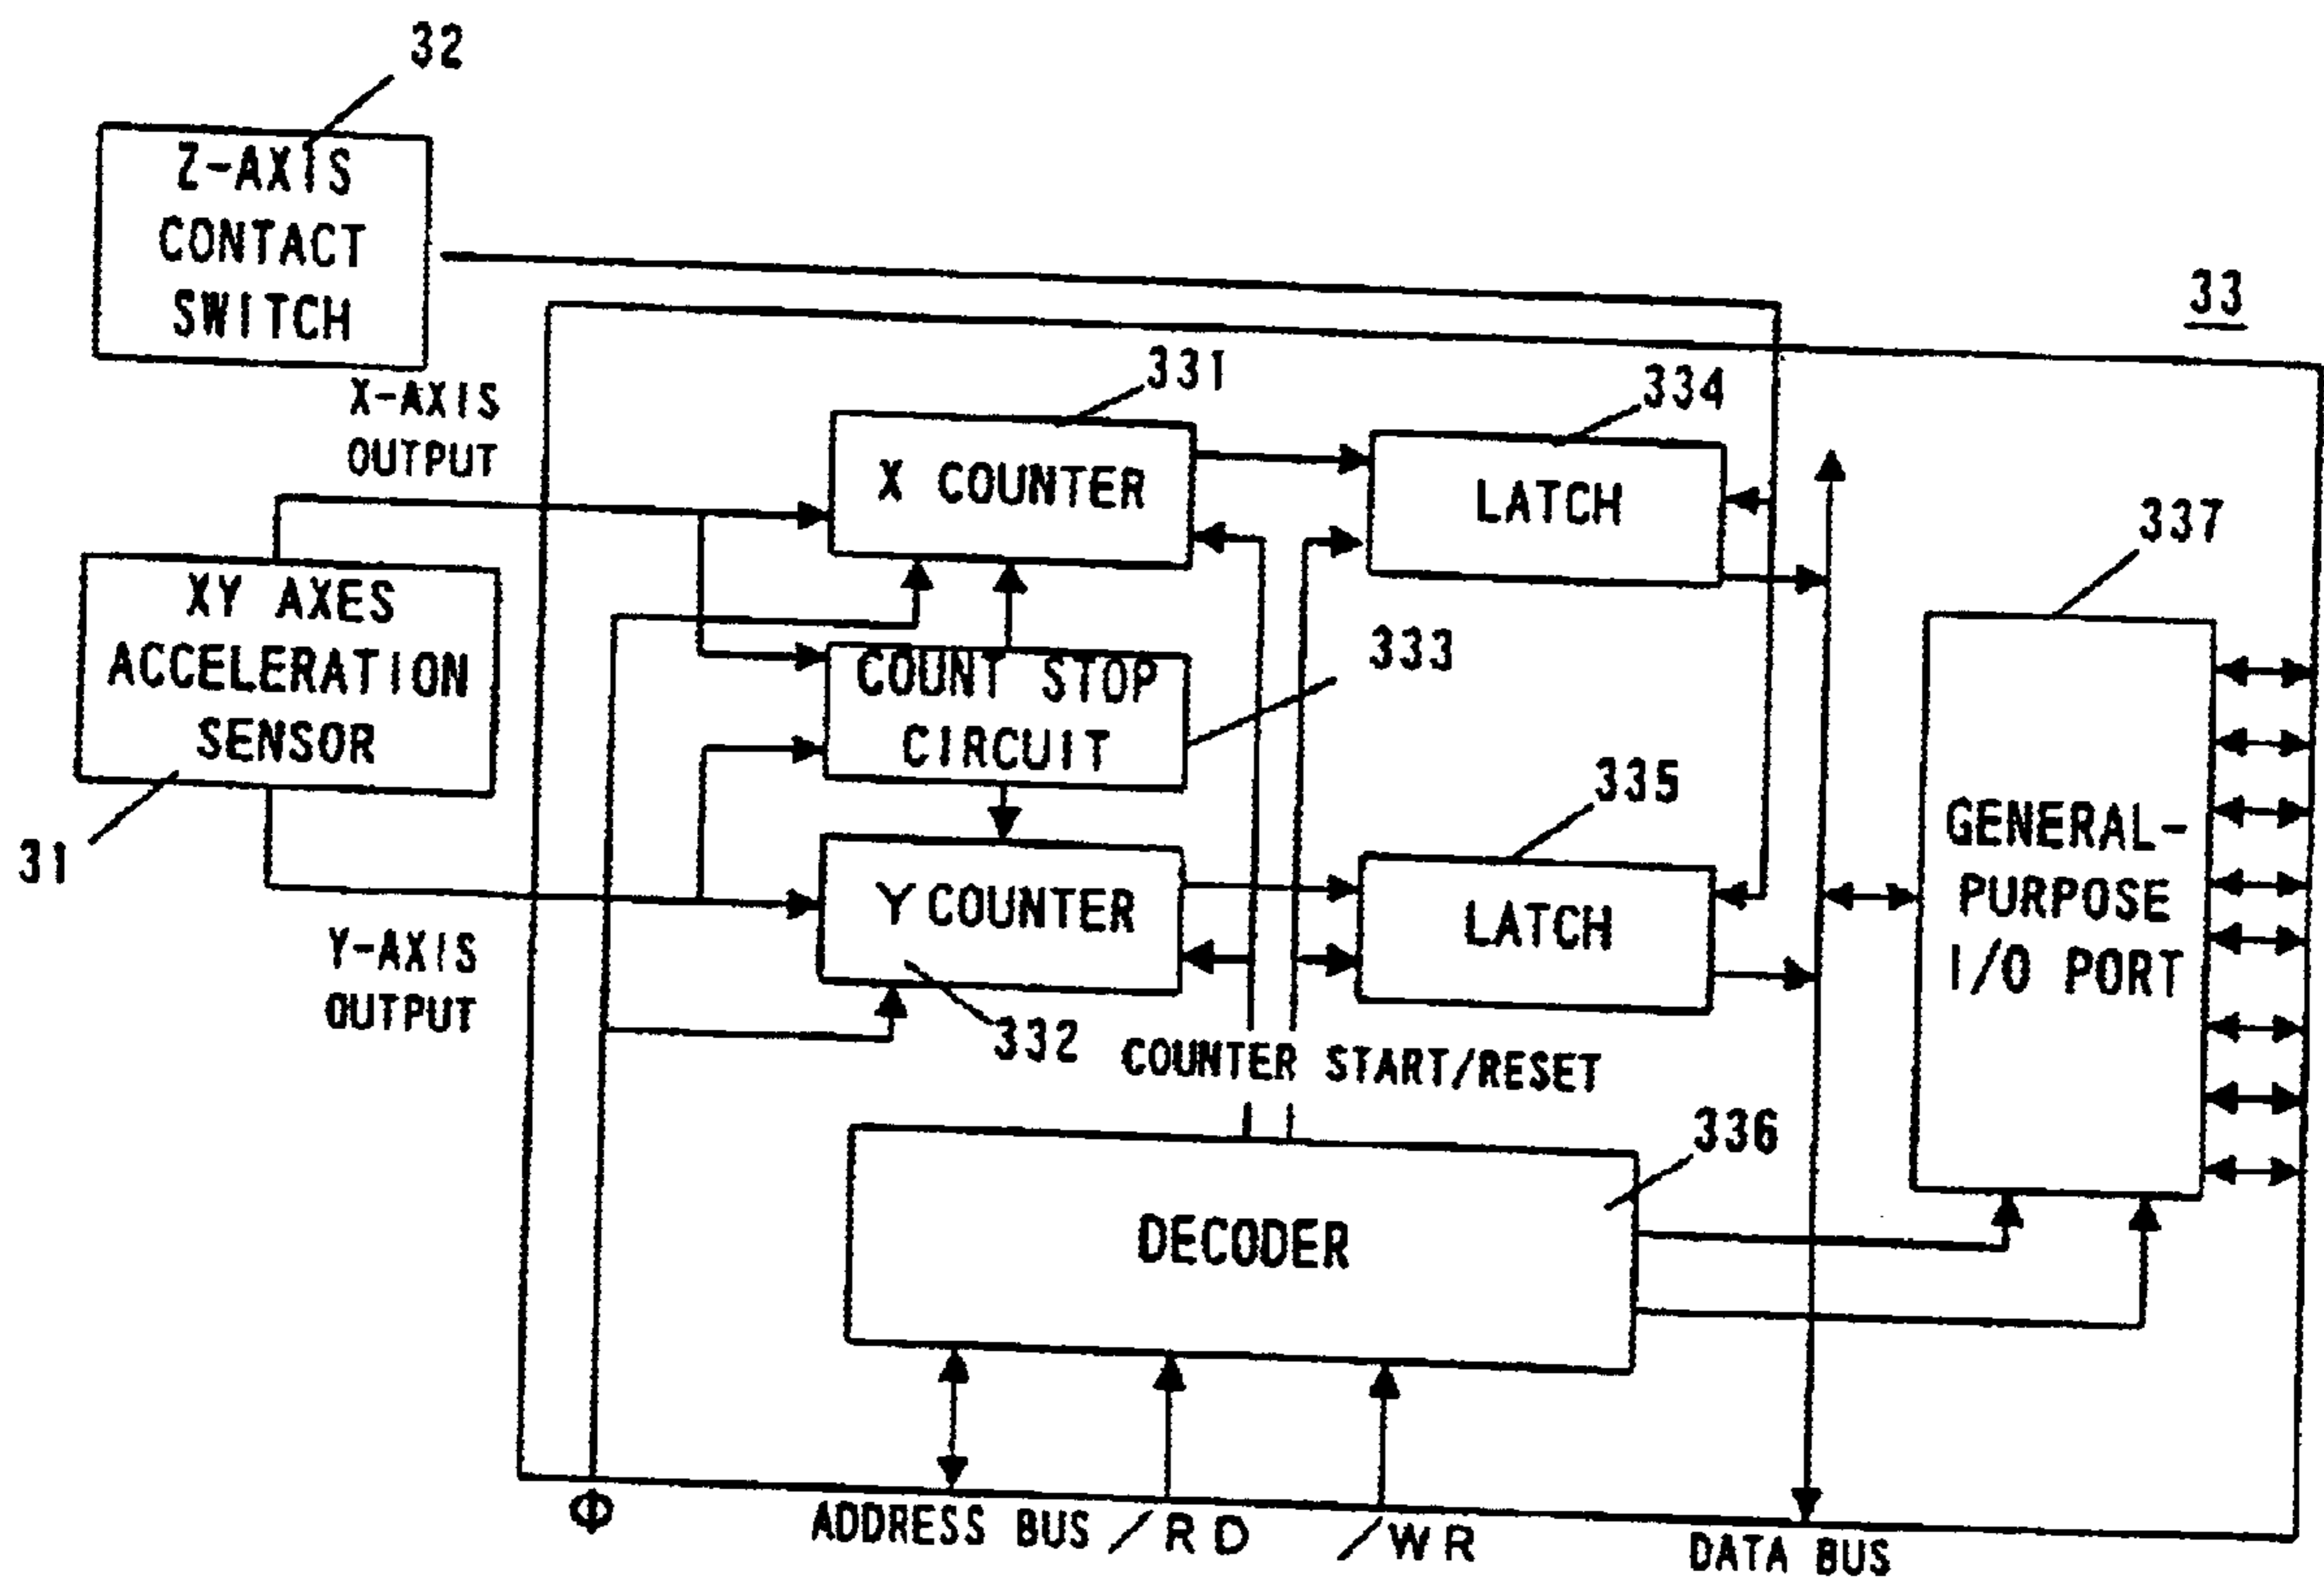 32
Z-AXIS
CONTACT
SWITCH
33
X-AXIS
OUTPUT
331
334
X COUNTER
LATCH
337
XY AXES
ACCELERATION
SENSOR
333
COUNT STOP
CIRCUIT
31
335
GENERAL-
PURPOSE
I/O PORT
Y COUNTER
LATCH
Y-AXIS
OUTPUT
332
COUNTER START/RESET
336
DECODER
Φ
ADDRESS BUS
/RD
/WR
DATA BUS